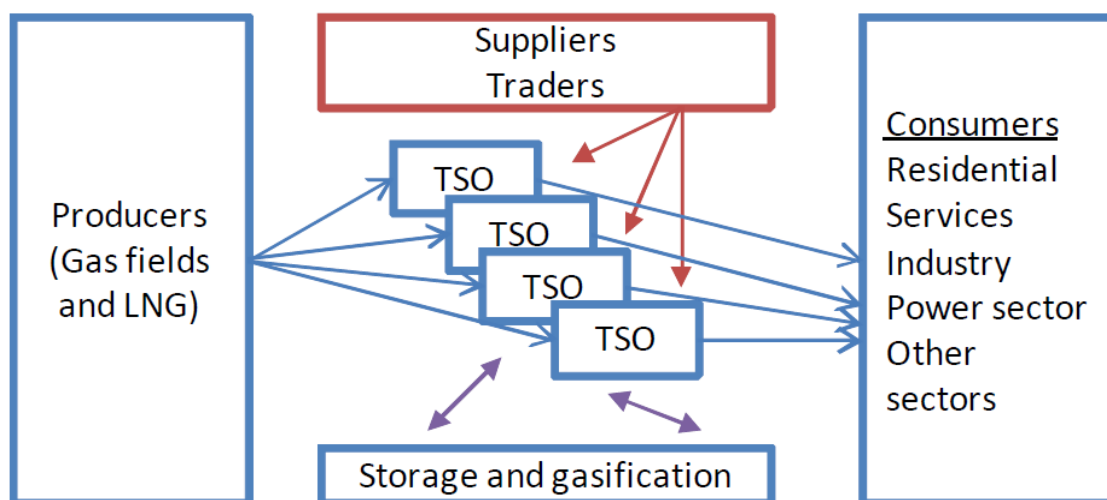 Suppliers
Traders
Producers
(Gas fields
and LNG)
TSO
TSO
TSO
TSO
Consumers
Residential
Services
Industry
Power sector
Other
sectors
Storage and gasification